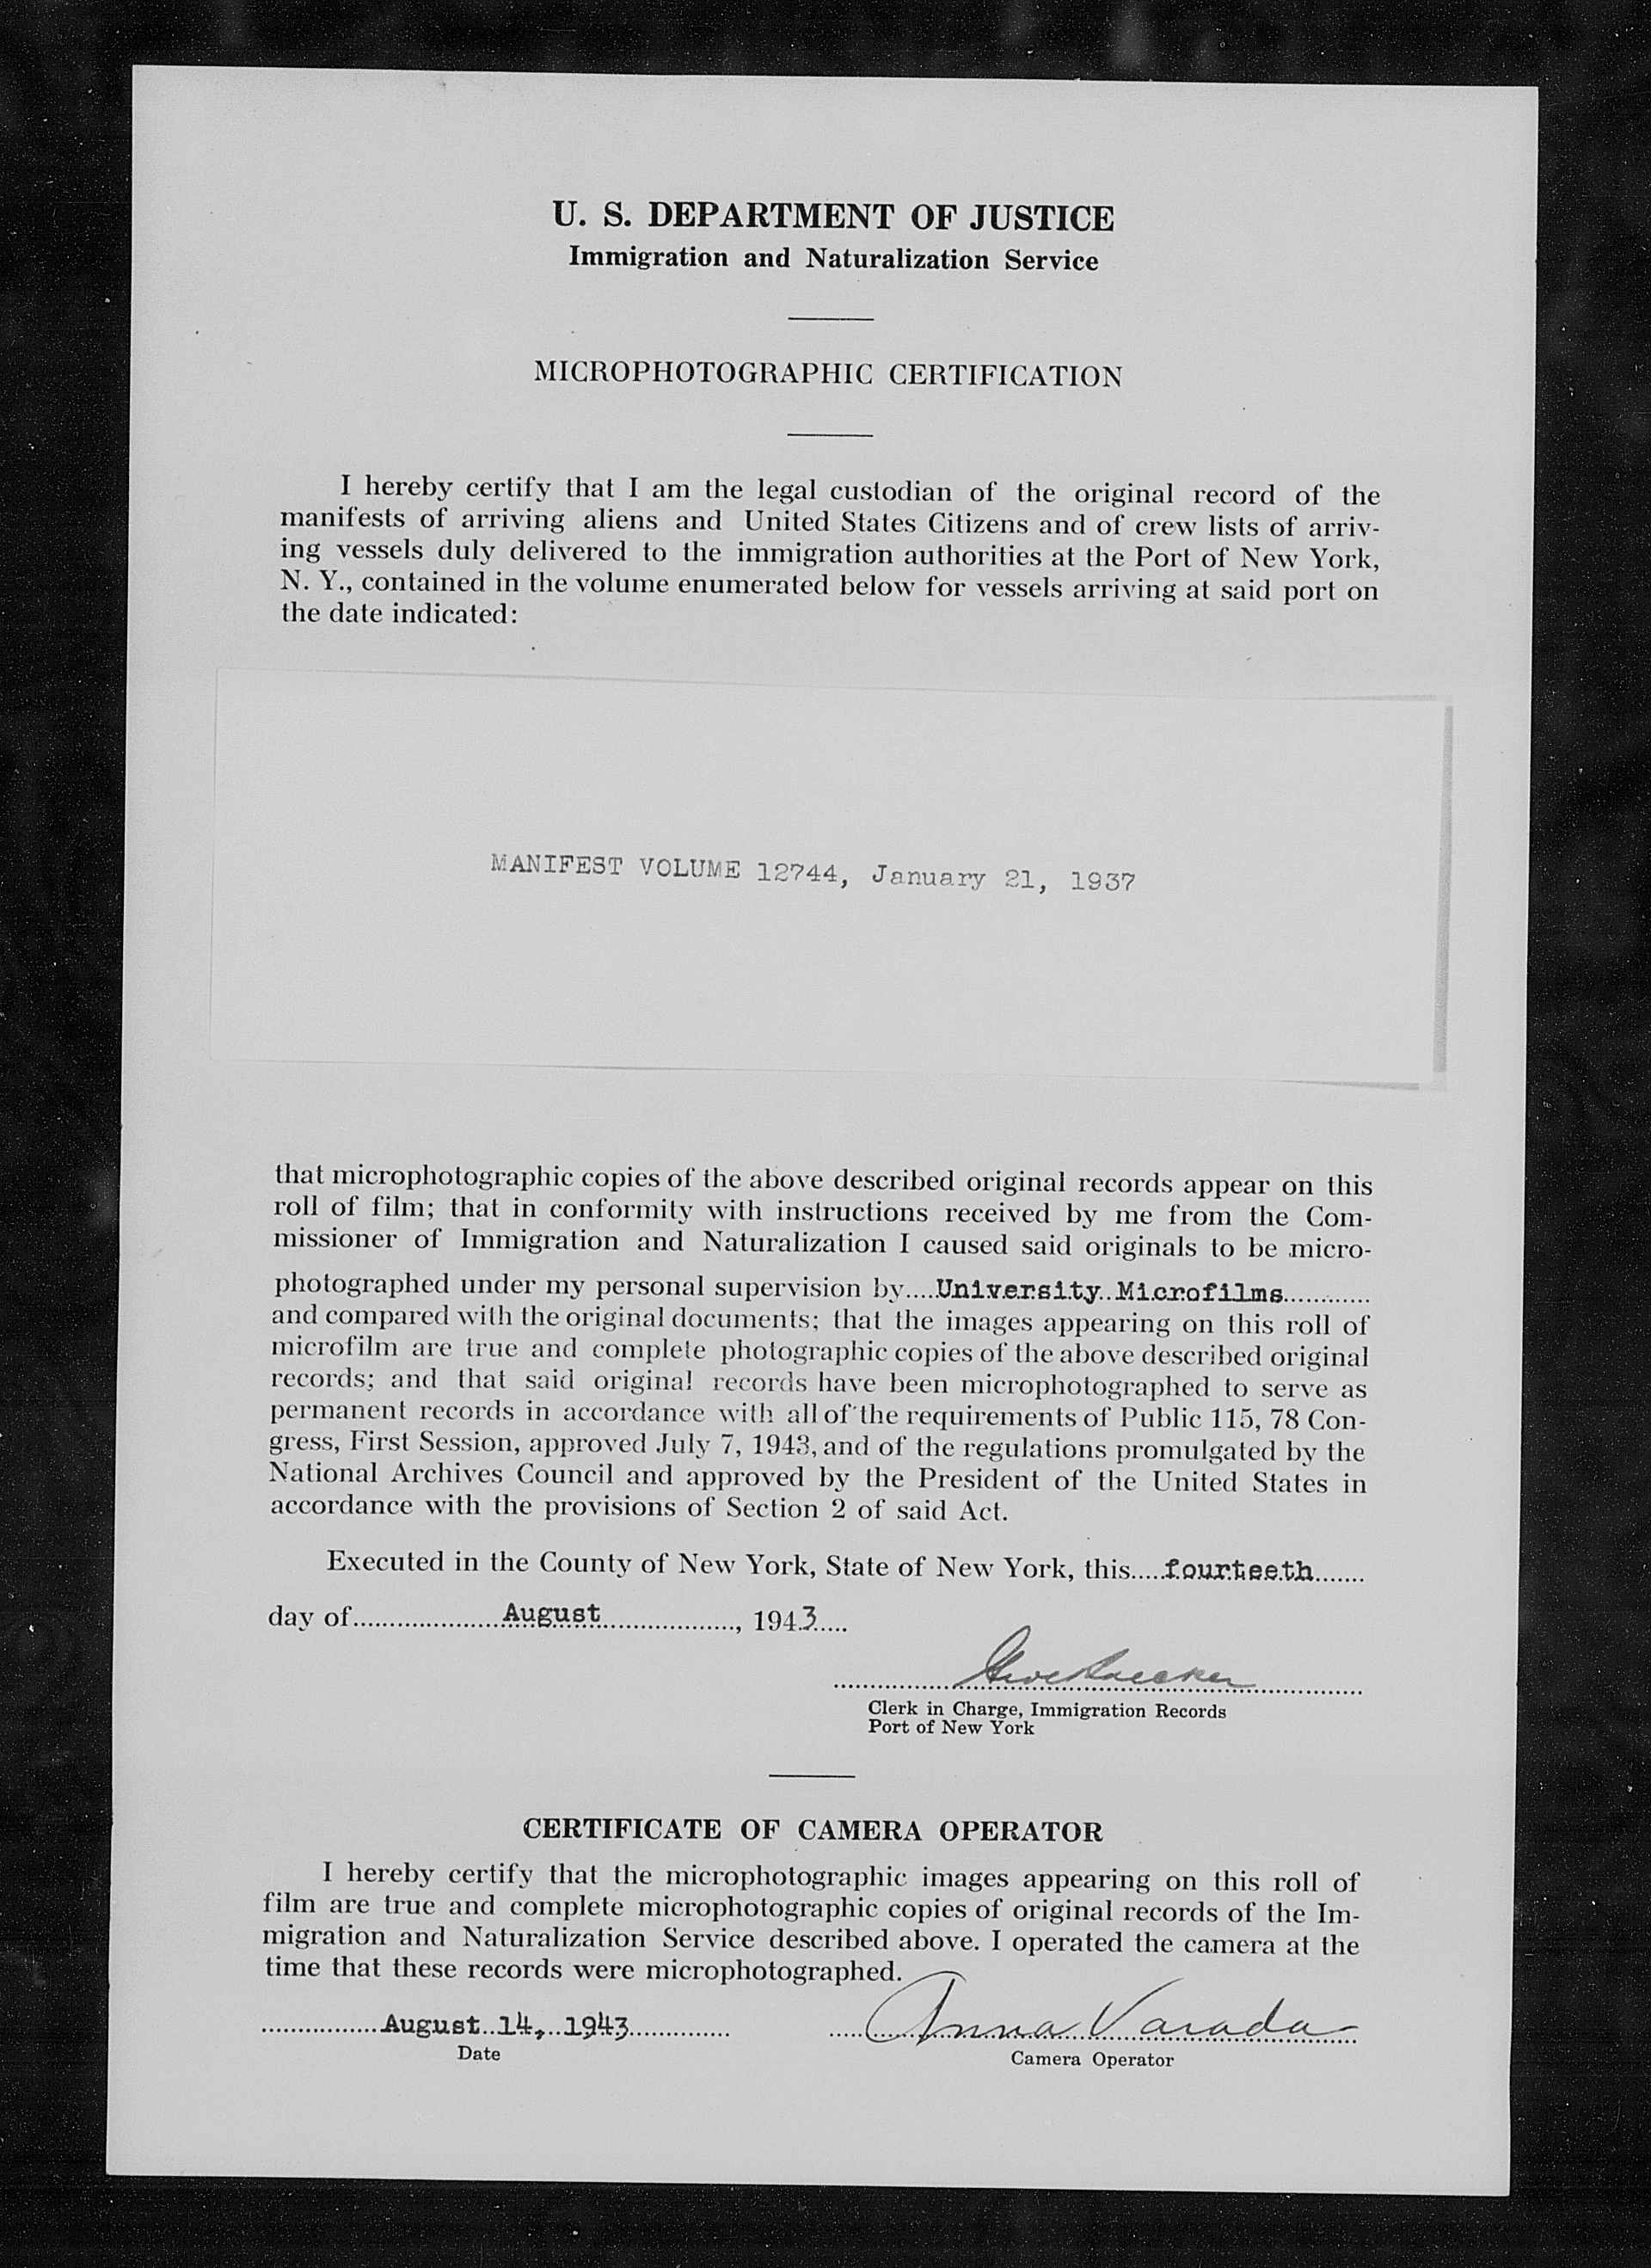 U. S. DEPARTMENT OF JUSTICE
Immigration and Naturalization Service
MICROPHOTOGRAPHIC CERTIFICATION
I hereby certify that I am the legal custodian of the original record of the
manifests of arriving aliens and United States Citizens and of crew lists of arriv-
ing vessels duly delivered to the immigration authorities at the Port of New York,
N. Y., contained in the volume enumerated below for vessels arriving at said port on
the date indicated:
MANIFEST VOLUME 12744, January 21, 1937
that microphotographic copies of the above described original records appear on this
roll of film; that in conformity with instructions received by me from the Com-
missioner of Immigration and Naturalization I caused said originals to be micro-
photographed under my personal supervision by....University Microfilms............
and compared with the original documents; that the images appearing on this roll of
microfilm are true and complete photographic copies of the above described original
records; and that said original records have been microphotographed to serve as
permanent records in accordance with all of the requirements of Public 115, 78 Con-
gress, First Session, approved July 7, 1943, and of the regulations promulgated by the
National Archives Council and approved by the President of the United States in
accordance with the provisions of Section 2 of said Act.
Executed in the County of New York, State of New York, this.....fourteeth.......
day of.....................August..................., 1943.....
Clerk in Charge, Immigration Records
Port of New York
CERTIFICATE OF CAMERA OPERATOR
I hereby certify that the microphotographic images appearing on this roll of
film are true and complete microphotographic copies of original records of the Im-
migration and Naturalization Service described above. I operated the camera at the
time that these records were microphotographed.
.................August 14, 1943............... Anna Varada
Date
Camera Operator